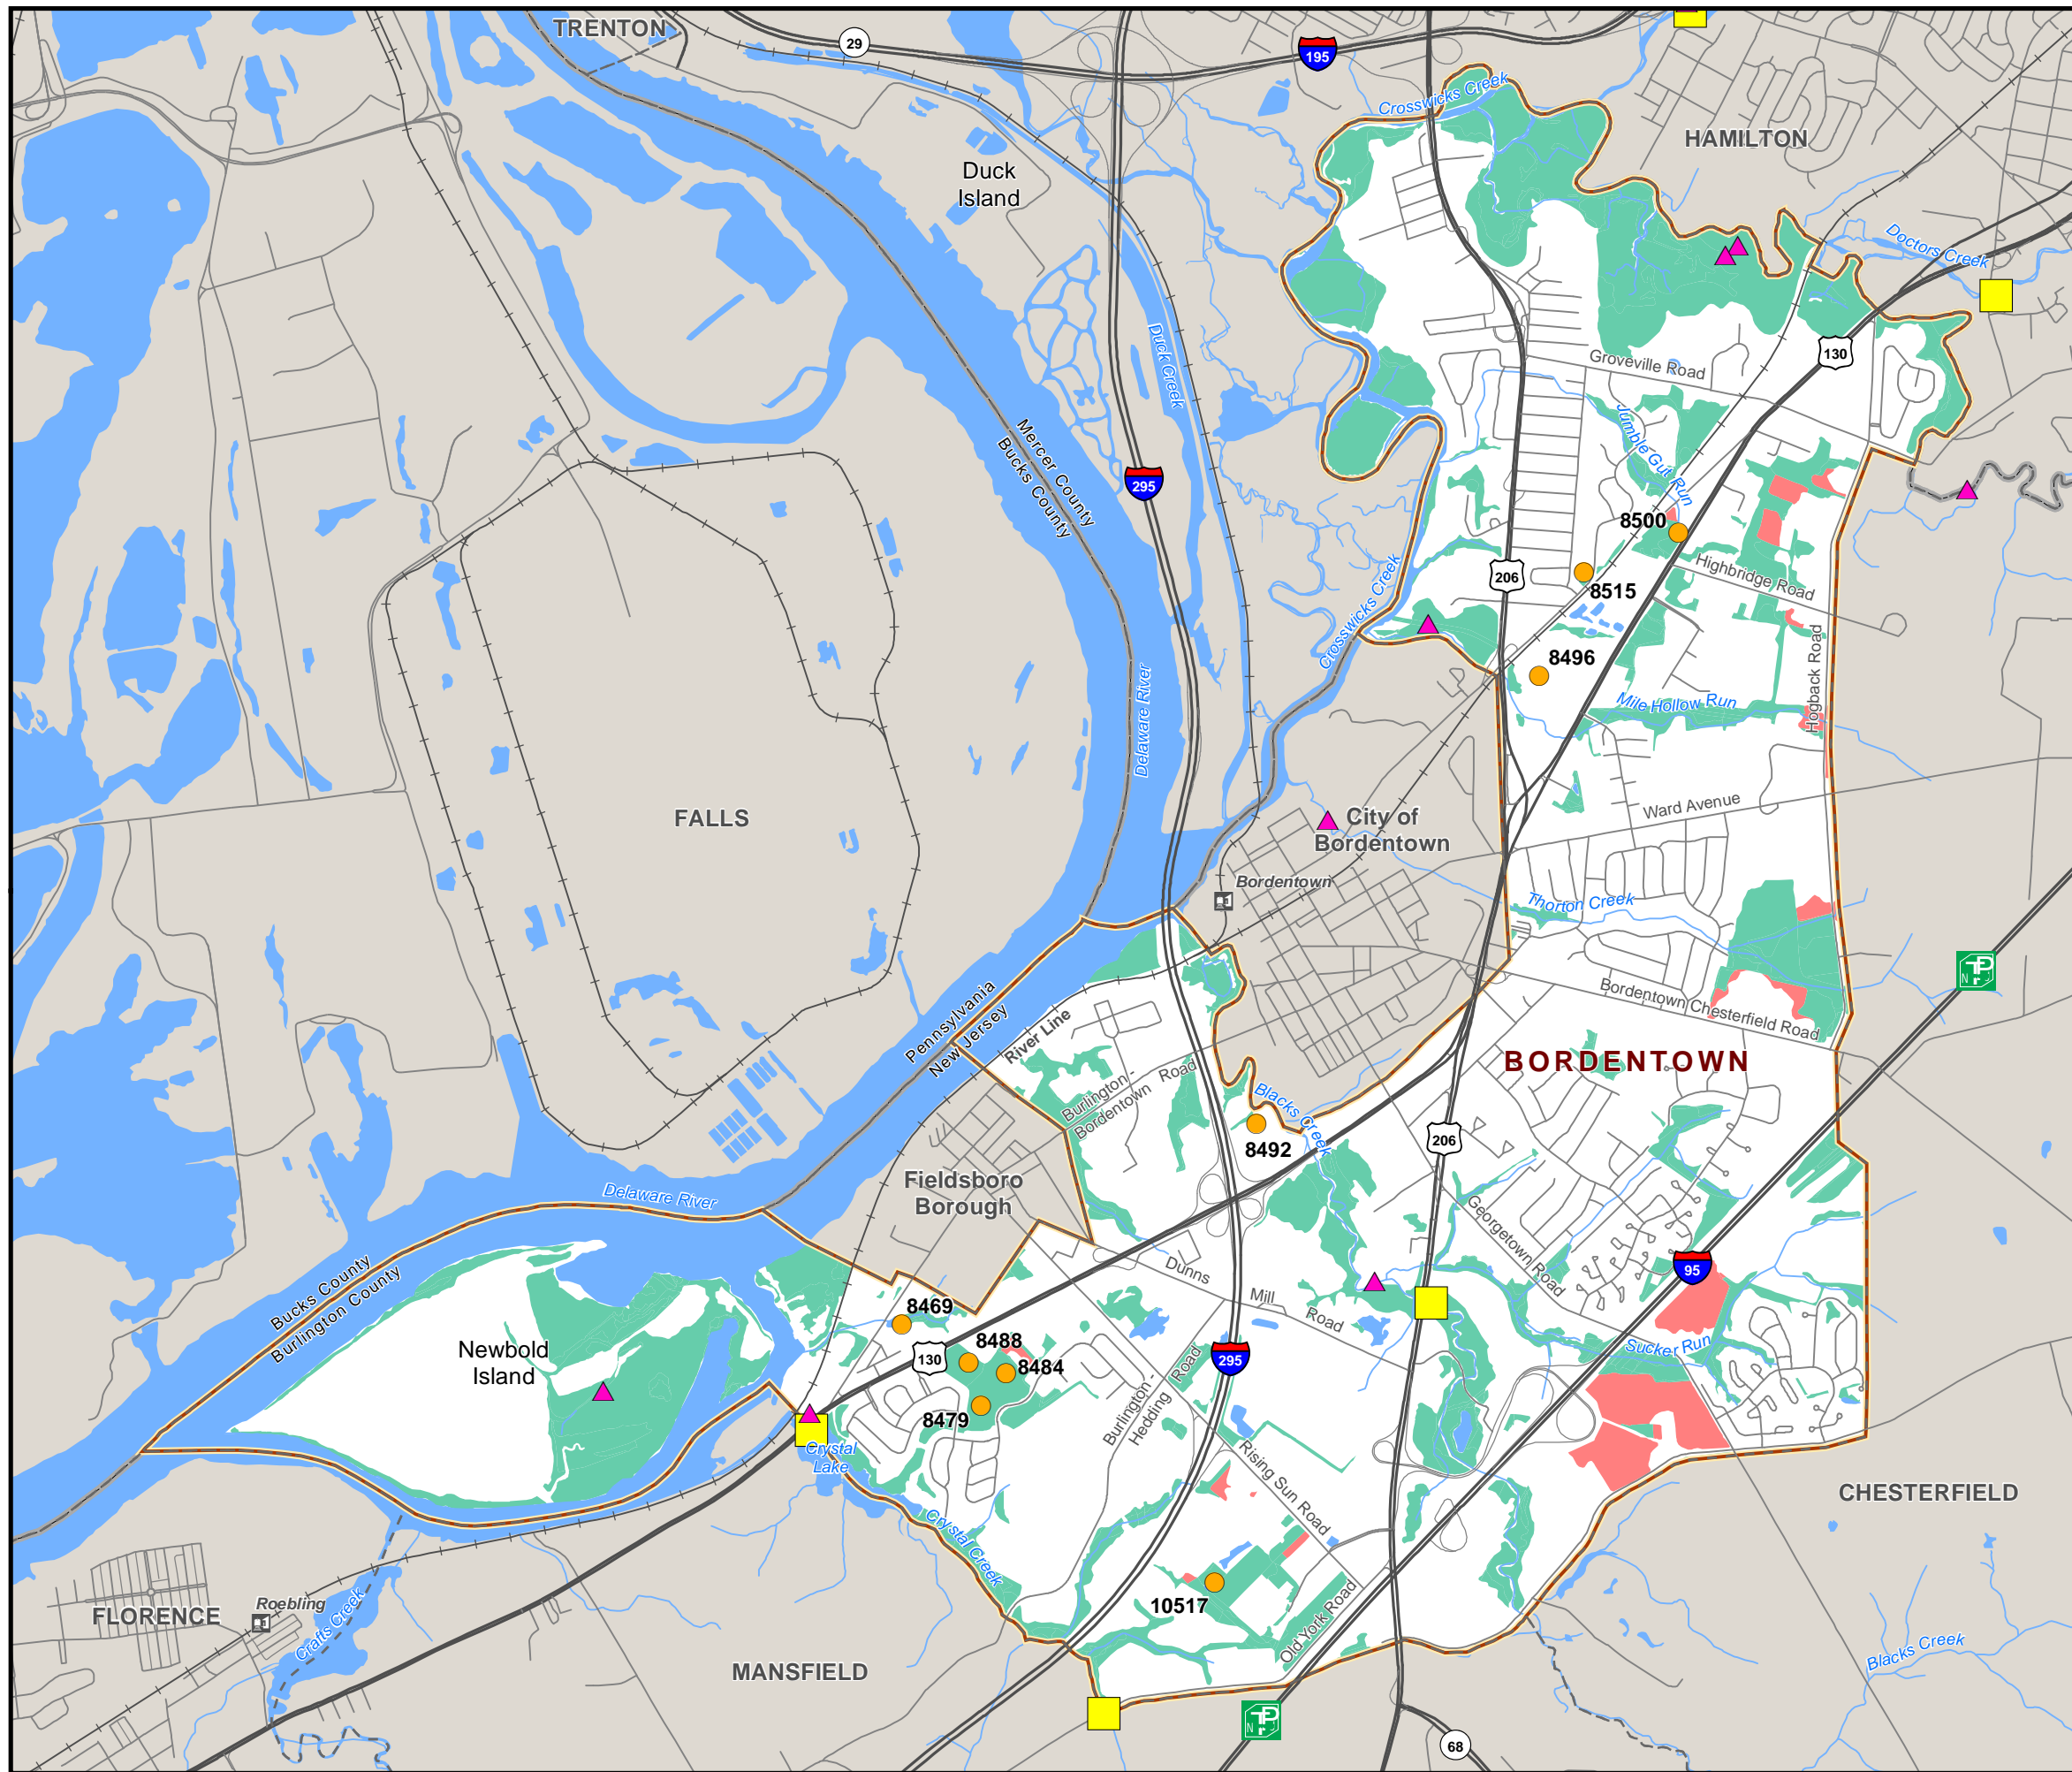 TRENTON
29
195
Crosswicks Creek
HAMILTON
Duck
Island
Doctors Creek
Duck Creek
130
Groveville Road
Jumble Gut Run
Mercer County
Bucks County
295
8500
Highbridge Road
206
8515
Crosswicks Creek
Hogback Road
8496
Mile Hollow Run
Delaware River
FALLS
Ward Avenue
City of
Bordentown
Bordentown
Thorton Creek
Pennsylvania
New Jersey
River Line
Bordentown Chesterfield Road
BORDENTOWN
Burlington -
Bordentown Road
Blacks Creek
8492
206
Fieldsboro
Borough
Delaware River
Georgetown Road
95
Bucks County
Burlington County
Dunns
Mill
Road
8469
8488
8484
130
8479
Newbold
Island
295
Sucker Run
Burlington -
Hedding Road
Crystal
Lake
Rising Sun Road
CHESTERFIELD
Crystal Creek
10517
Old York Road
Roebling
FLORENCE
Crafts Creek
MANSFIELD
Blacks Creek
68